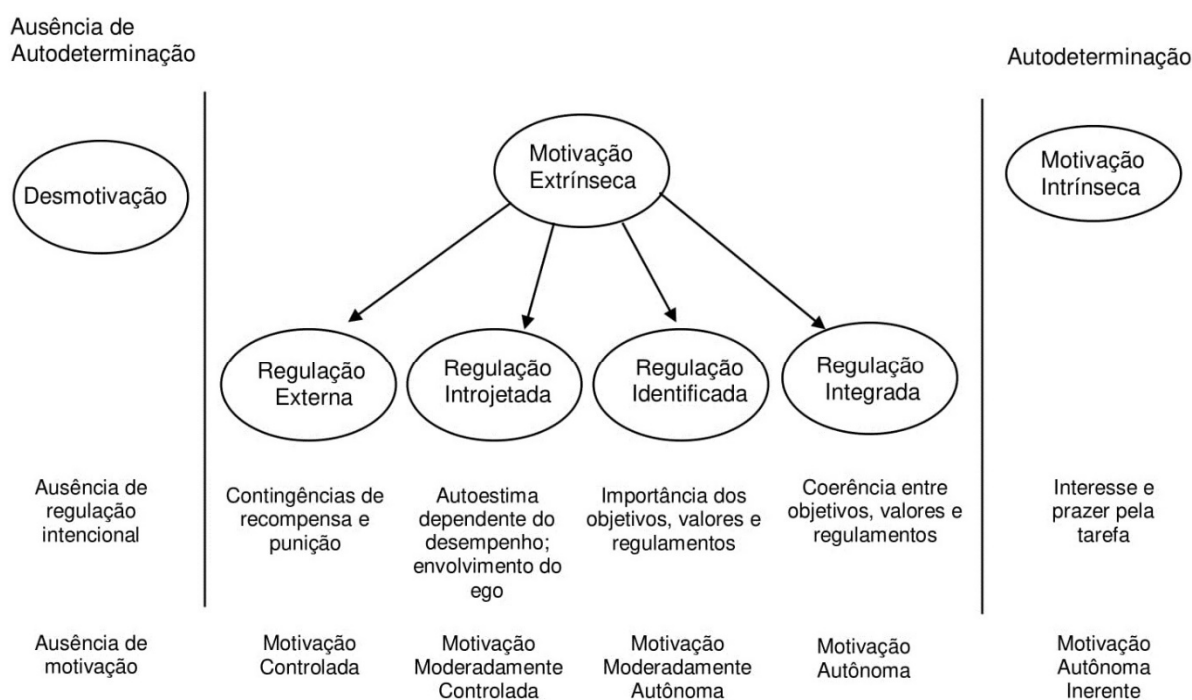 Ausência de
Autodeterminação
Autodeterminação
Desmotivação
Motivação
Extrínseca
Motivação
Intrínseca
Regulação
Externa
Regulação
Introjetada
Regulação
Identificada
Regulação
Integrada
Ausência de
regulação
intencional
Contingências de
recompensa e
punição
Autoestima
dependente do
desempenho;
envolvimento do
ego
Importância dos
objetivos, valores e
regulamentos
Coerência entre
objetivos, valores e
regulamentos
Interesse e
prazer pela
tarefa
Ausência de
motivação
Motivação
Controlada
Motivação
Moderadamente
Controlada
Motivação
Moderadamente
Autônoma
Motivação
Autônoma
Motivação
Autônoma
Inerente